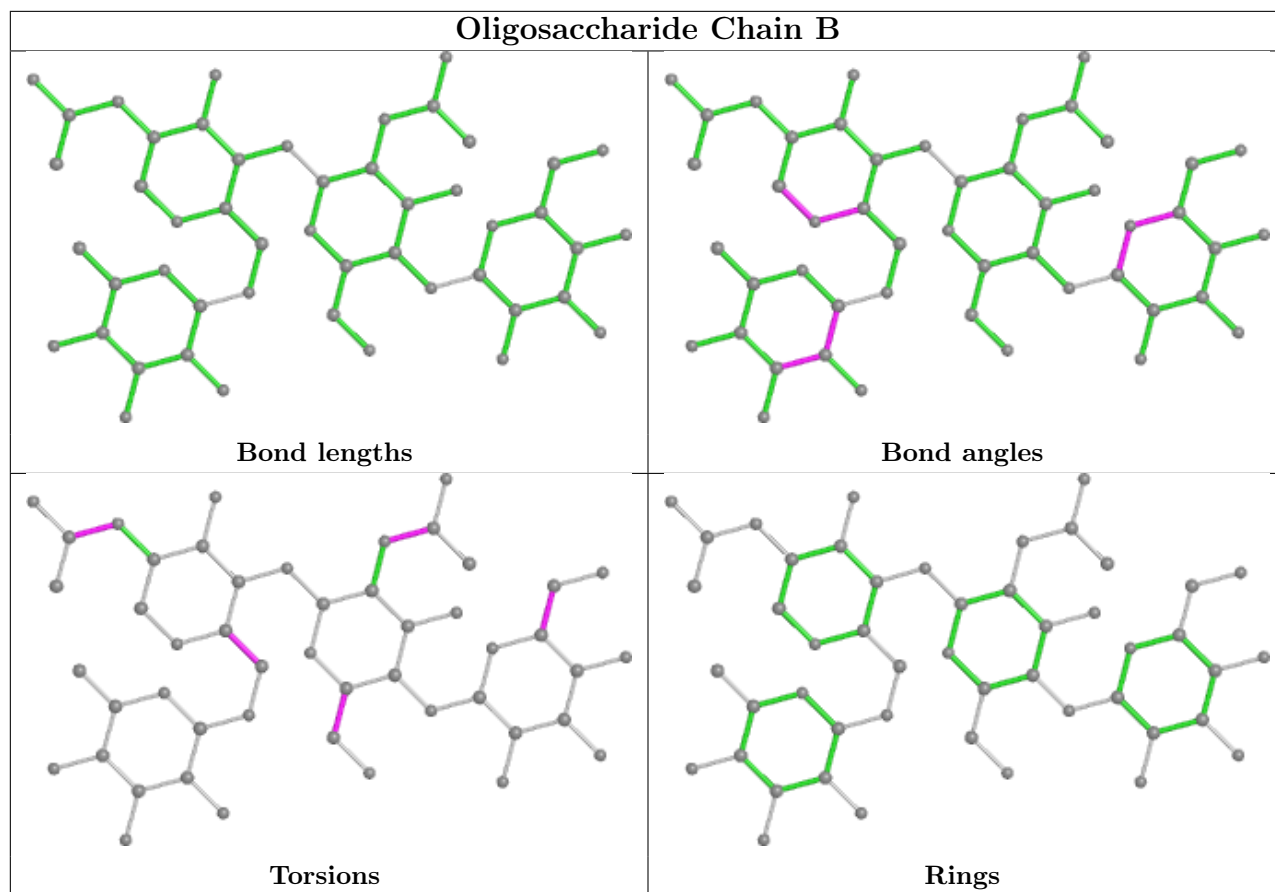 Oligosaccharide Chain B
Bond lengths
Bond angles
Torsions
Rings